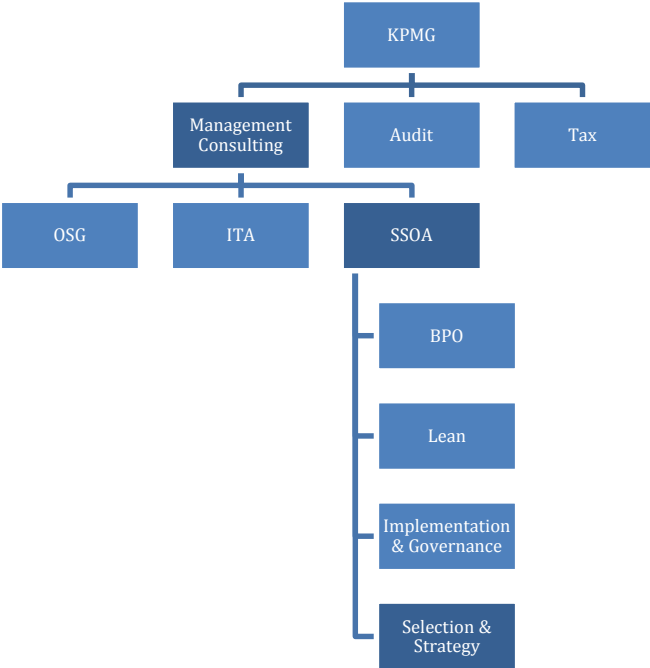 KPMG
Management
Consulting
Audit
Tax
OSG
ITA
SSOA
BPO
Lean
Implementation
& Governance
Selection &
Strategy